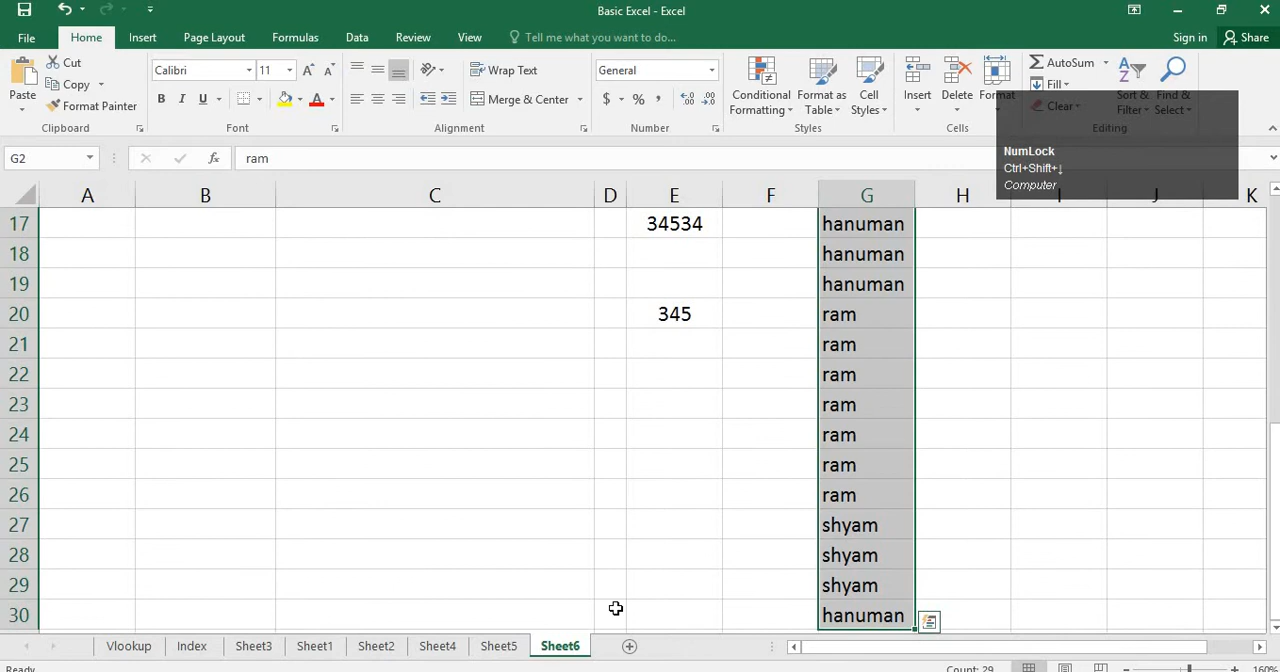 Basic Excel - Excel
File Home Insert Page Layout Formulas Data Review View Tell me what you want to do... Sign in Share
Paste Cut Copy Format Painter
Calibri 11 A A
B I U A
Wrap Text
Merge & Center
General
$ % ,
Conditional Formatting Format as Table Cell Styles
Insert Delete Format
AutoSum
Fill
Clear
Sort & Filter Find & Select
Clipboard Font Alignment Number Styles Cells Editing
NumLock
Ctrl+Shift+↓
Computer
G2 fx ram
A B C D E F G H I J K
17 34534 hanuman
18 hanuman
19 hanuman
20 345 ram
21 ram
22 ram
23 ram
24 ram
25 ram
26 ram
27 shyam
28 shyam
29 shyam
30 hanuman
Vlookup Index Sheet3 Sheet1 Sheet2 Sheet4 Sheet5 Sheet6
Ready Count: 29 160%